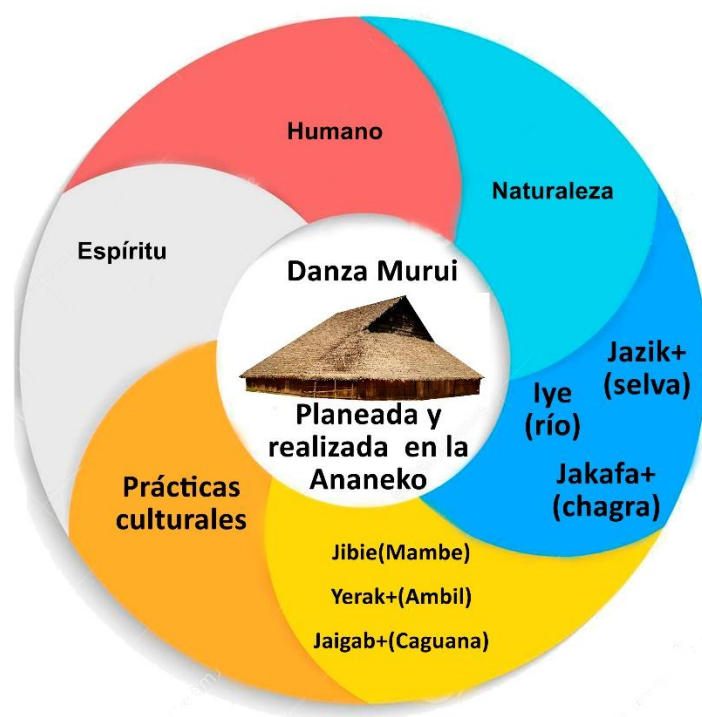 Humano
Naturaleza
Espíritu
Danza Murui
Planeada y
realizada en la
Ananeko
Jazik+
(selva)
Iye
(río)
Jakafa+
(chagra)
Prácticas
culturales
Jibie(Mambe)
Yerak+(Ambil)
Jaigab+(Caguana)